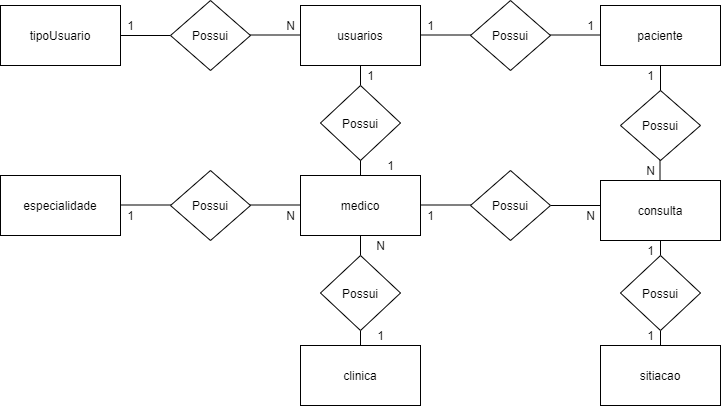 tipoUsuario 1 Possui N usuarios 1 Possui 1 paciente
1 1
Possui Possui
1 N
especialidade 1 Possui N medico 1 Possui N consulta
N 1
Possui Possui
1 1
clinica sitiacao